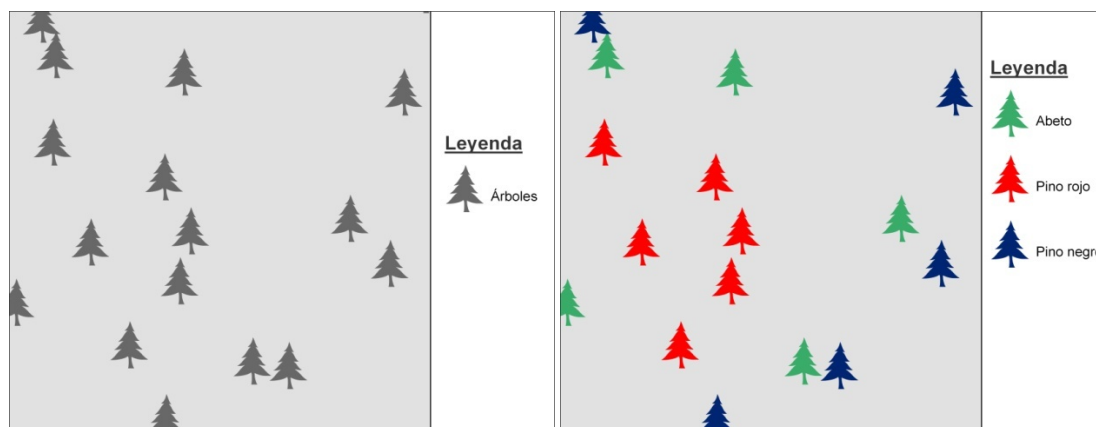 Leyenda
Árboles
Leyenda
Abeto
Pino rojo
Pino negro